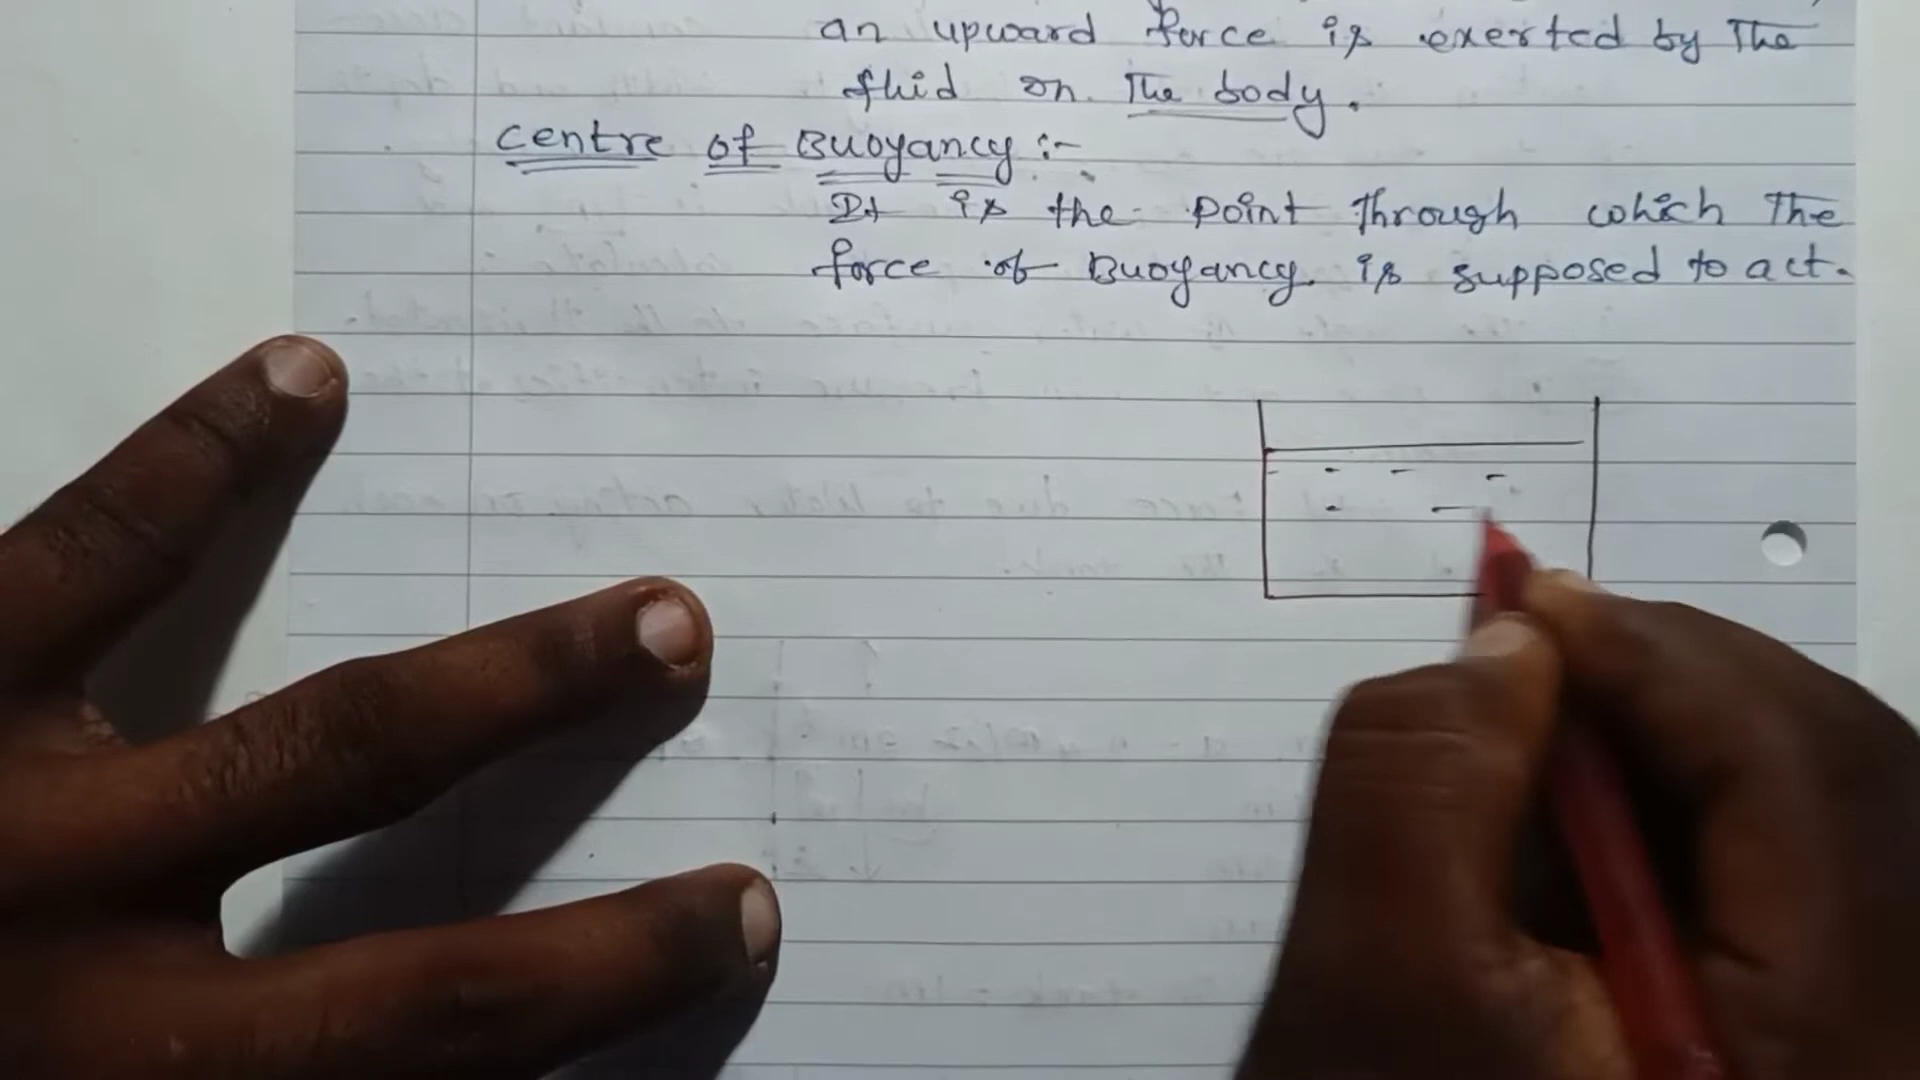 an upward force is exerted by The
fluid on The body.
Centre of Buoyancy :-
It is the point through which The
force of Buoyancy is supposed to act.